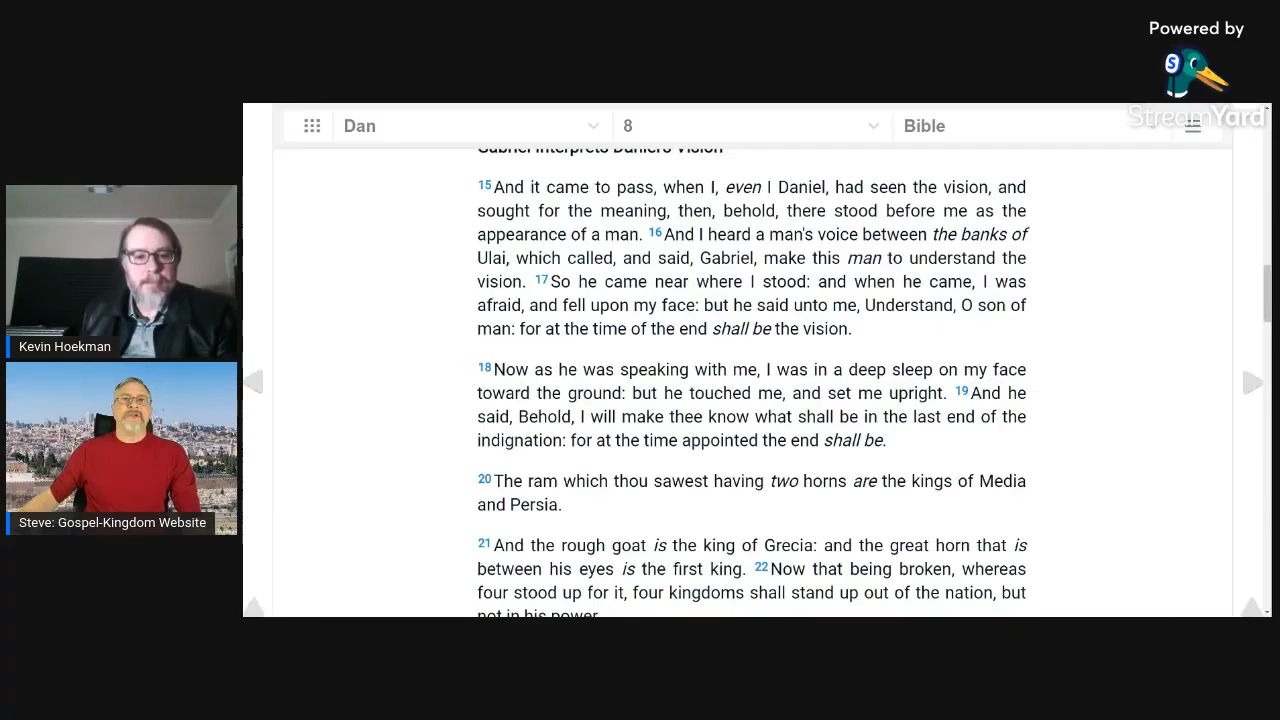 Powered by
StreamYard
Dan
8
Bible
Gabriel Interprets Daniel's Vision
15 And it came to pass, when I, even I Daniel, had seen the vision, and
sought for the meaning, then, behold, there stood before me as the
appearance of a man. 16 And I heard a man's voice between the banks of
Ulai, which called, and said, Gabriel, make this man to understand the
vision. 17 So he came near where I stood: and when he came, I was
afraid, and fell upon my face: but he said unto me, Understand, O son of
man: for at the time of the end shall be the vision.
18 Now as he was speaking with me, I was in a deep sleep on my face
toward the ground: but he touched me, and set me upright. 19 And he
said, Behold, I will make thee know what shall be in the last end of the
indignation: for at the time appointed the end shall be.
20 The ram which thou sawest having two horns are the kings of Media
and Persia.
21 And the rough goat is the king of Grecia: and the great horn that is
between his eyes is the first king. 22 Now that being broken, whereas
four stood up for it, four kingdoms shall stand up out of the nation, but
not in his power.
Kevin Hoekman
Steve: Gospel-Kingdom Website
S